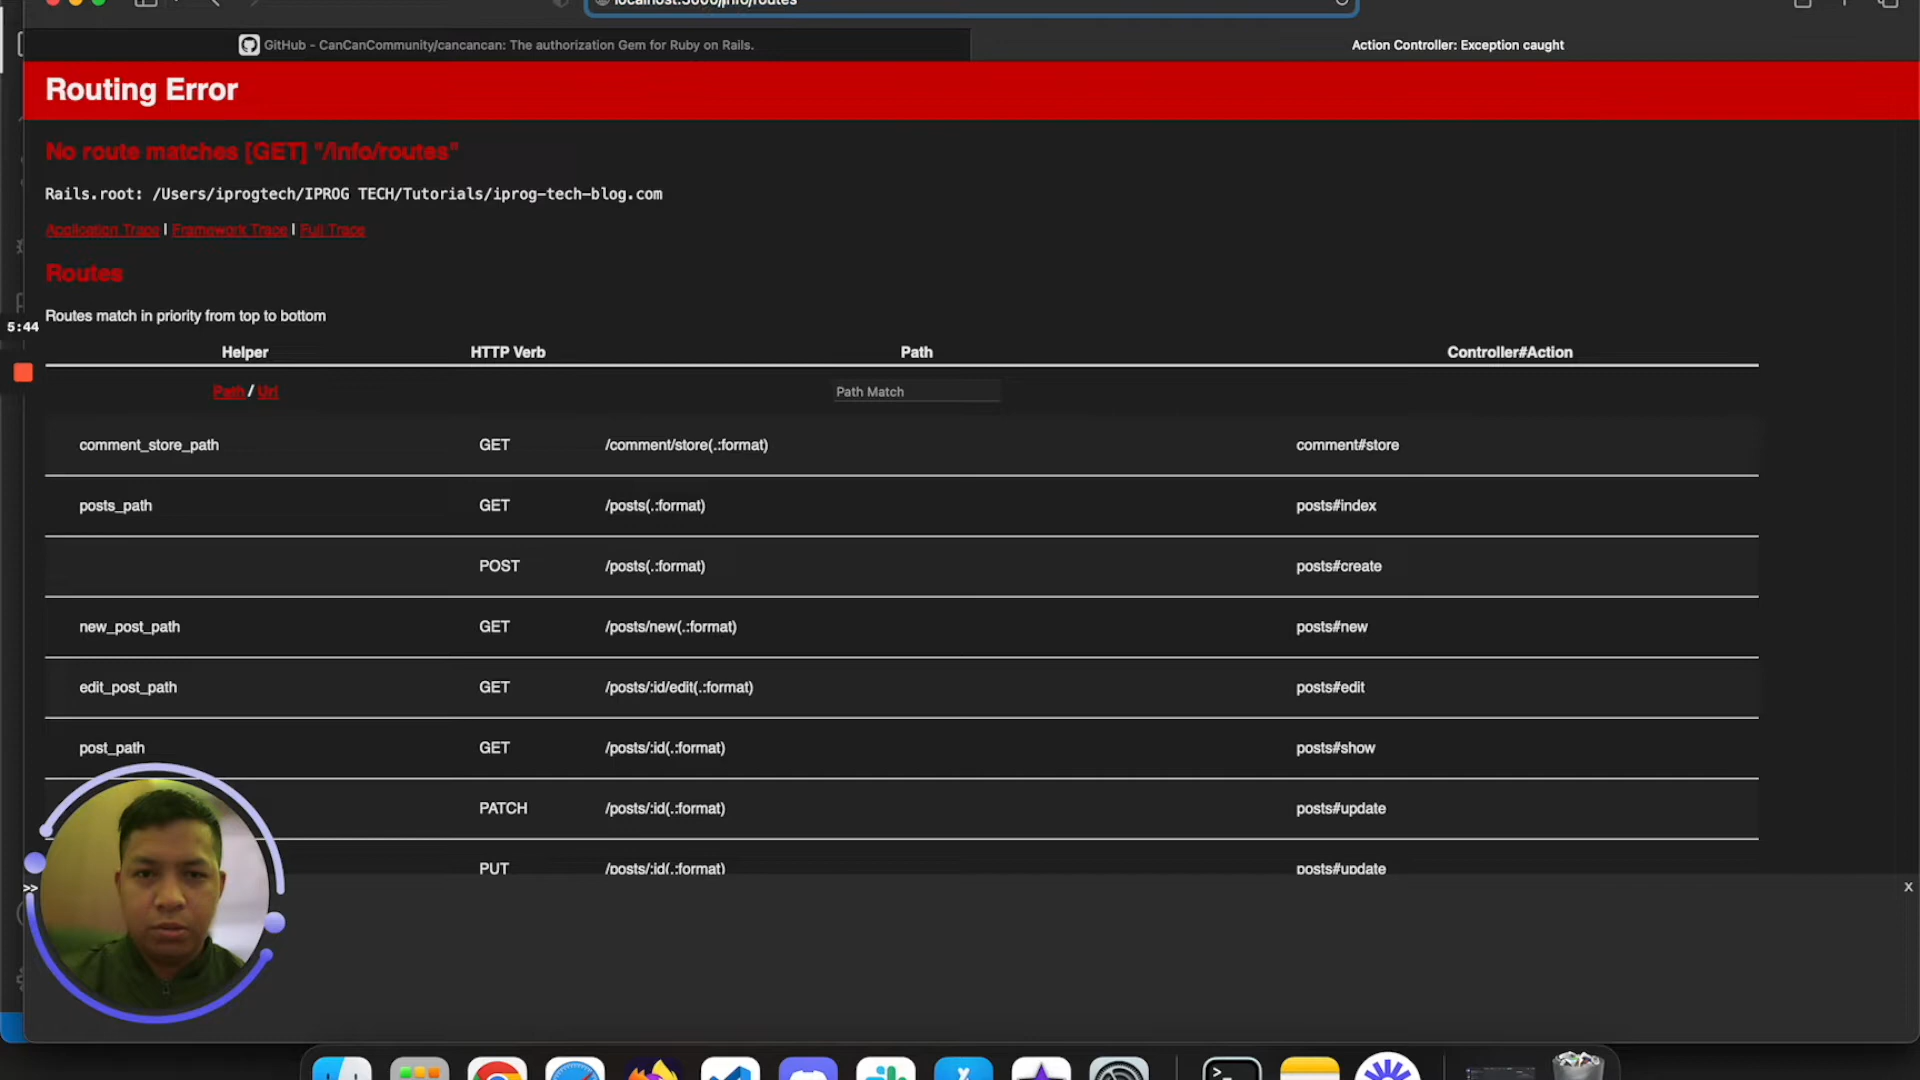 localhost:3000/info/routes
GitHub - CanCanCommunity/cancancan: The authorization Gem for Ruby on Rails.
Action Controller: Exception caught
Routing Error
No route matches [GET] "/info/routes"
Rails.root: /Users/iprogtech/IPROG TECH/Tutorials/iprog-tech-blog.com
Application Trace | Framework Trace | Full Trace
Routes
Routes match in priority from top to bottom
5:44
Helper HTTP Verb Path Controller#Action
Path / Url Path Match
comment_store_path GET /comment/store(.:format) comment#store
posts_path GET /posts(.:format) posts#index
POST /posts(.:format) posts#create
new_post_path GET /posts/new(.:format) posts#new
edit_post_path GET /posts/:id/edit(.:format) posts#edit
post_path GET /posts/:id(.:format) posts#show
PATCH /posts/:id(.:format) posts#update
PUT /posts/:id(.:format) posts#update
>> x